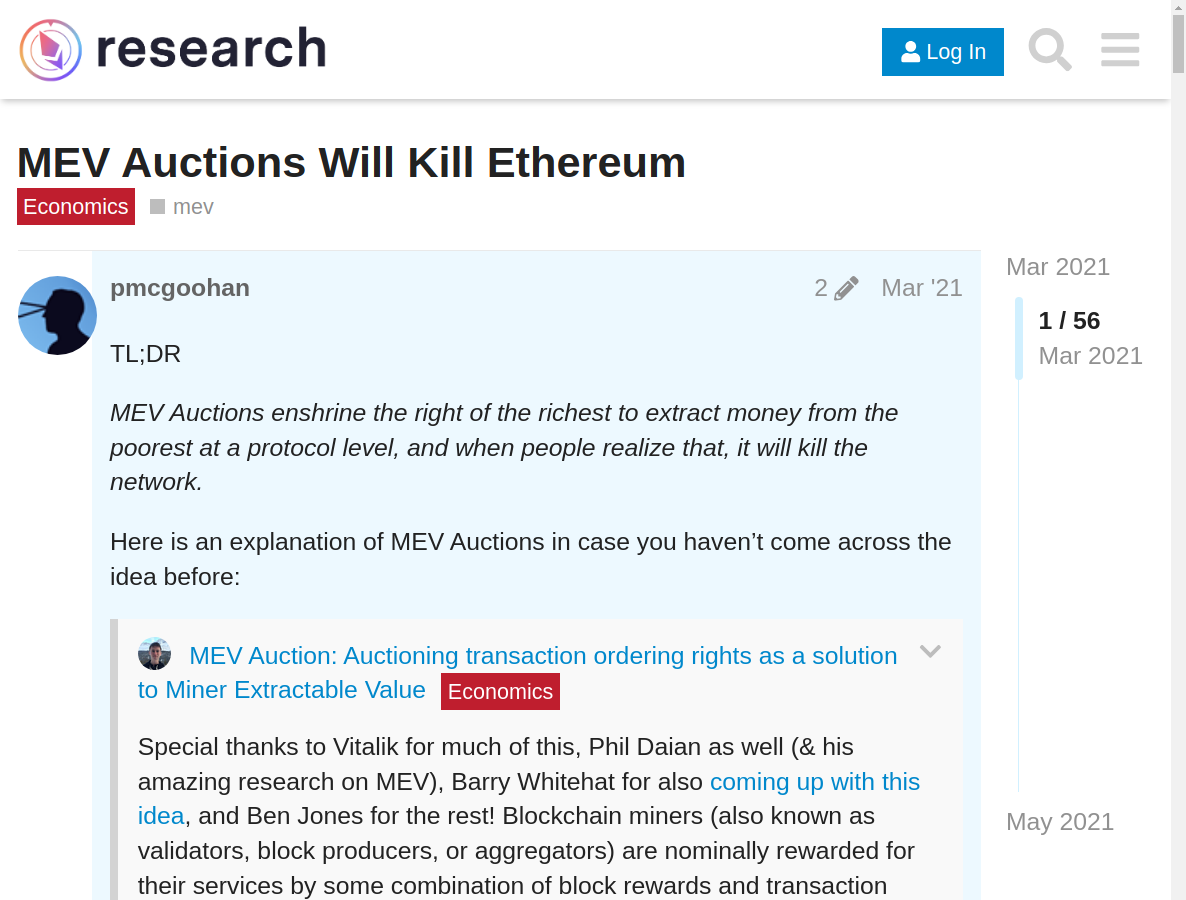 research
Log In
MEV Auctions Will Kill Ethereum
Economics
mev
pmcgoohan
2
Mar '21
TL;DR
MEV Auctions enshrine the right of the richest to extract money from the
poorest at a protocol level, and when people realize that, it will kill the
network.
Here is an explanation of MEV Auctions in case you haven’t come across the
idea before:
MEV Auction: Auctioning transaction ordering rights as a solution
to Miner Extractable Value Economics
Special thanks to Vitalik for much of this, Phil Daian as well (& his
amazing research on MEV), Barry Whitehat for also coming up with this
idea, and Ben Jones for the rest! Blockchain miners (also known as
validators, block producers, or aggregators) are nominally rewarded for
their services by some combination of block rewards and transaction
Mar 2021
1 / 56
Mar 2021
May 2021